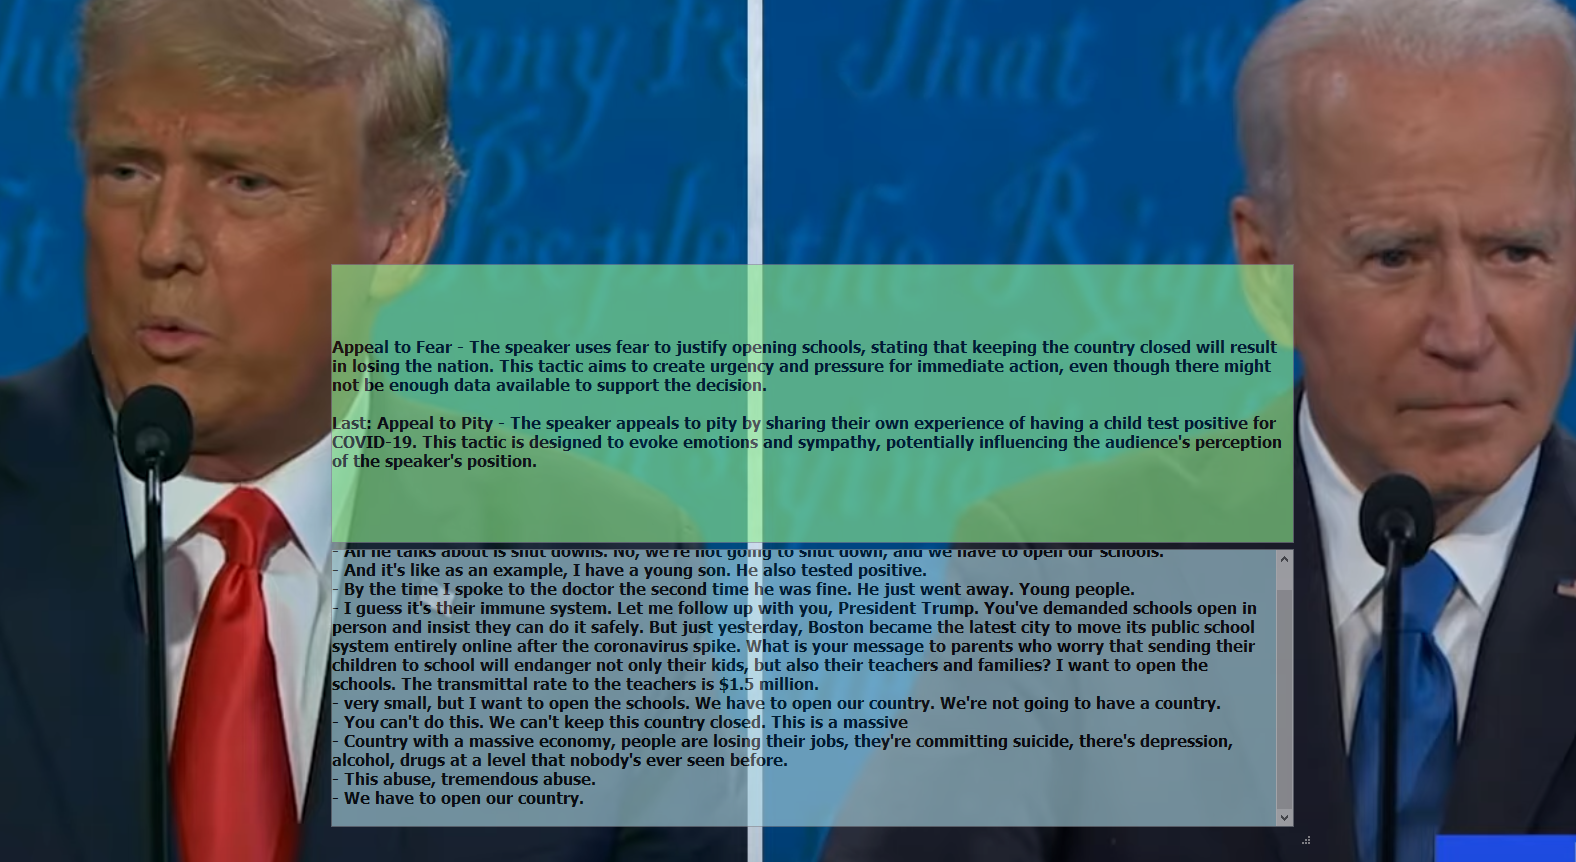 any Pe
That w
People the Righ
Appeal to Fear - The speaker uses fear to justify opening schools, stating that keeping the country closed will result
in losing the nation. This tactic aims to create urgency and pressure for immediate action, even though there might
not be enough data available to support the decision.
Last: Appeal to Pity - The speaker appeals to pity by sharing their own experience of having a child test positive for
COVID-19. This tactic is designed to evoke emotions and sympathy, potentially influencing the audience's perception
of the speaker's position.
- All he talks about is shut downs. No, we're not going to shut down, and we have to open our schools.
- And it's like as an example, I have a young son. He also tested positive.
- By the time I spoke to the doctor the second time he was fine. He just went away. Young people.
- I guess it's their immune system. Let me follow up with you, President Trump. You've demanded schools open in
person and insist they can do it safely. But just yesterday, Boston became the latest city to move its public school
system entirely online after the coronavirus spike. What is your message to parents who worry that sending their
children to school will endanger not only their kids, but also their teachers and families? I want to open the
schools. The transmittal rate to the teachers is $1.5 million.
- very small, but I want to open the schools. We have to open our country. We're not going to have a country.
- You can't do this. We can't keep this country closed. This is a massive
- Country with a massive economy, people are losing their jobs, they're committing suicide, there's depression,
alcohol, drugs at a level that nobody's ever seen before.
- This abuse, tremendous abuse.
- We have to open our country.